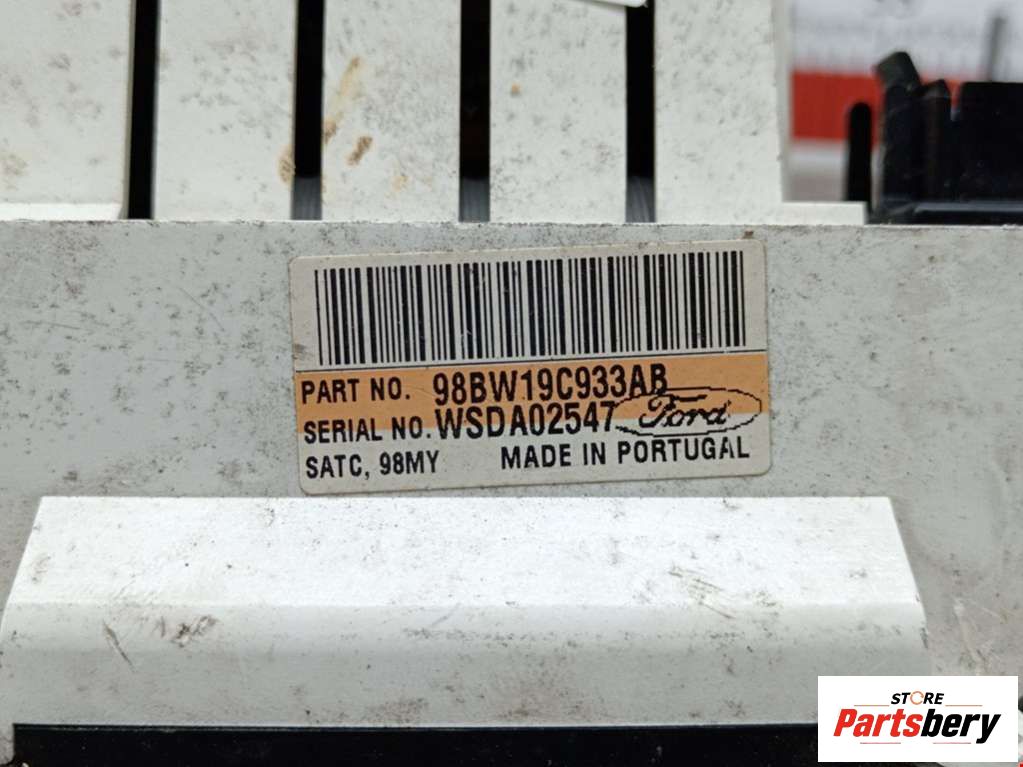 PART NO. 98BW19C933AB
SERIAL NO. WSDA02547 Ford
SATC, 98MY MADE IN PORTUGAL
STORE
Partsbery